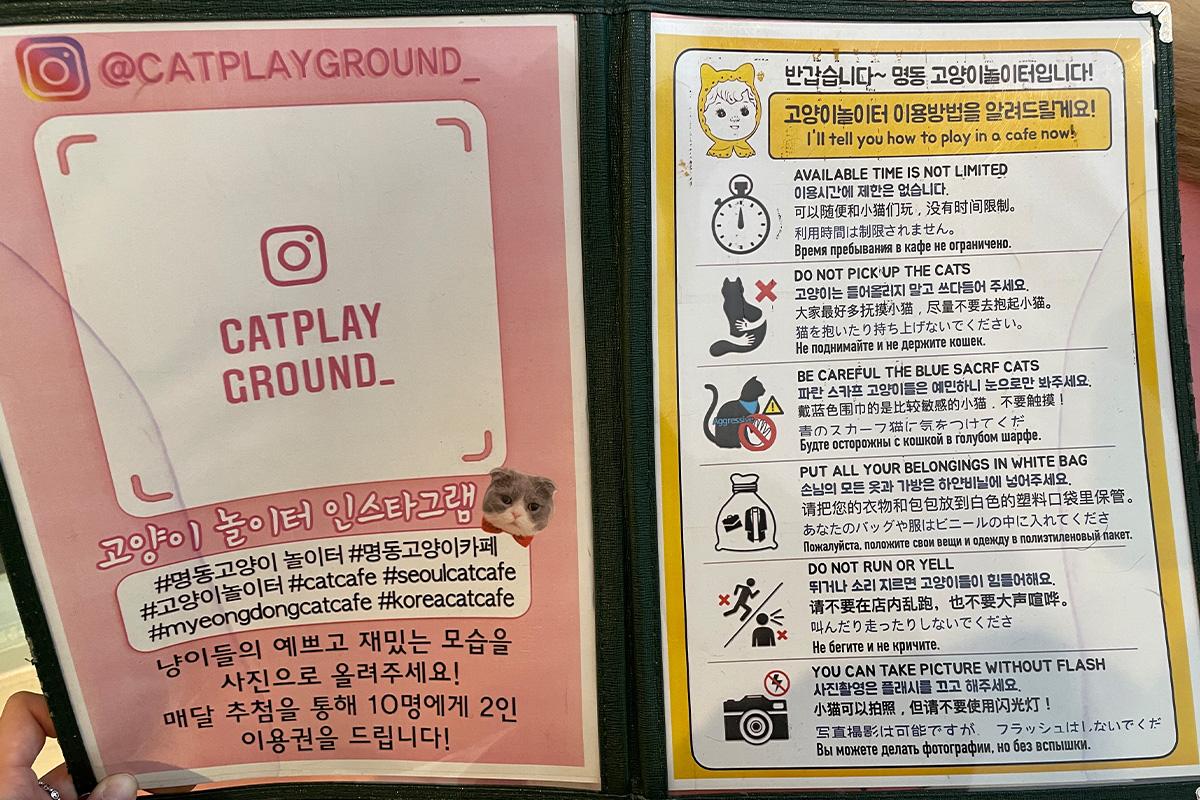 @CATPLAYGROUND_
CATPLAY
GROUND_
고양이 놀이터 인스타그램
#명동고양이 놀이터 #명동고양이카페
#고양이놀이터 #catcafe #seoulcatcafe
#myeongdongcatcafe #koreacatcafe
냥이들의 예쁘고 재밌는 모습을
사진으로 올려주세요!
매달 추첨을 통해 10명에게 2인
이용권을 드립니다!
반갑습니다~ 명동 고양이놀이터입니다!
고양이놀이터 이용방법을 알려드릴게요!
I'll tell you how to play in a cafe now!
AVAILABLE TIME IS NOT LIMITED
이용시간에 제한은 없습니다.
可以随便和小猫们玩，没有时间限制。
利用時間は制限されません。
Время пребывания в кафе не ограничено.
DO NOT PICK UP THE CATS
고양이는 들어올리지 말고 쓰다듬어 주세요.
大家最好多抚摸小猫，尽量不要去抱起小猫。
猫を抱いたり持ち上げないでください。
Не поднимайте и не держите кошек.
BE CAREFUL THE BLUE SACRF CATS
파란 스카프 고양이들은 예민하니 눈으로만 봐주세요.
戴蓝色围巾的是比较敏感的小猫．不要触摸！
青のスカーフ猫に気をつけてくだ
Будте осторожны с кошкой в голубом шарфе.
Aggressive
PUT ALL YOUR BELONGINGS IN WHITE BAG
손님의 모든 옷과 가방은 하얀비닐에 넣어주세요.
请把您的衣物和包包放到白色的塑料口袋里保管。
あなたのバッグや服はビニールの中に入れてくださ
Пожалуйста, положите свои вещи и одежду в полиэтиленовый пакет.
DO NOT RUN OR YELL
뛰거나 소리 지르면 고양이들이 힘들어해요.
请不要在店内乱跑，也不要大声喧哗。
叫んだり走ったりしないでくださ
Не бегите и не кричите.
YOU CAN TAKE PICTURE WITHOUT FLASH
사진촬영은 플래시를 끄고 해주세요.
小猫可以拍照，但请不要使用闪光灯！
写真撮影は可能ですが、フラッシュはしないでくだ
Вы можете делать фотографии, но без вспышки.